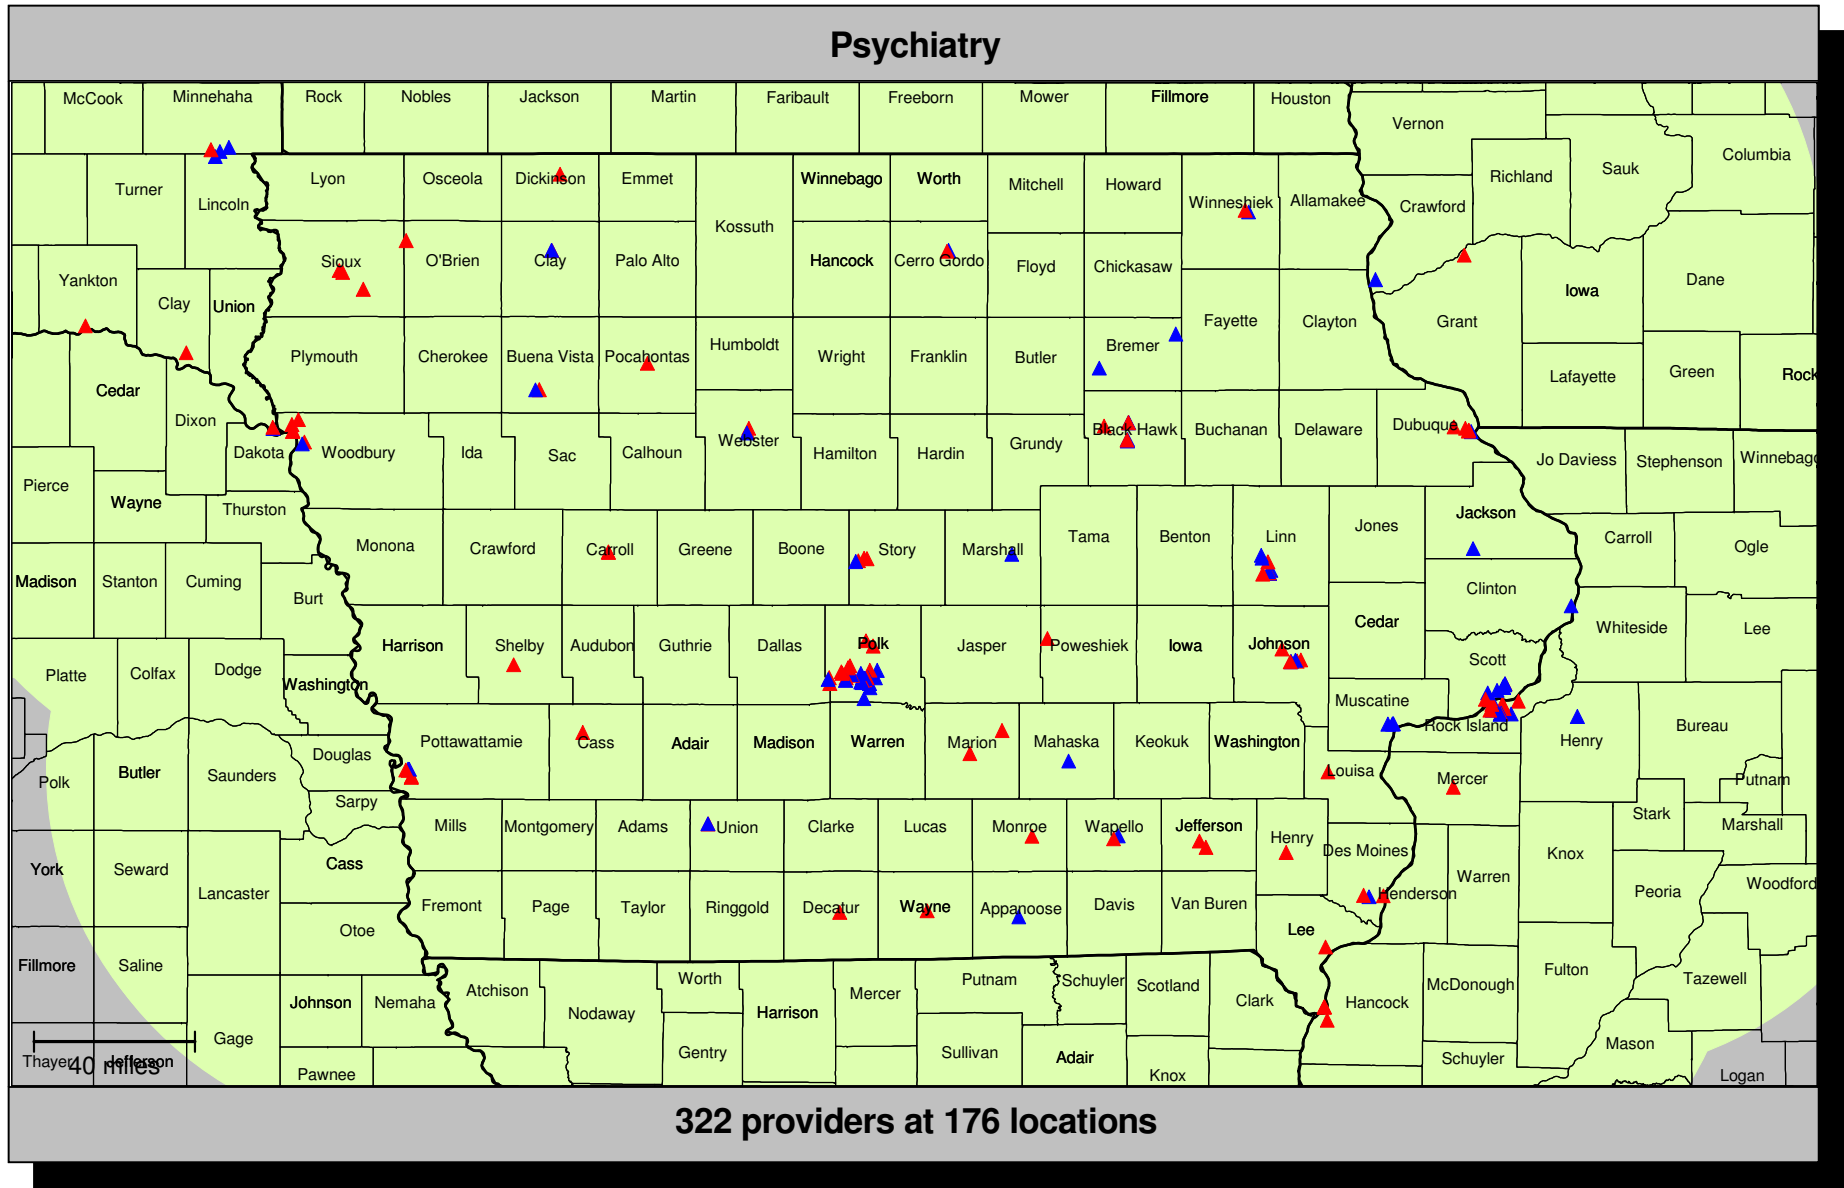 Psychiatry
McCook Minnehaha Rock Nobles Jackson Martin Faribault Freeborn Mower Fillmore Houston
Vernon
Columbia
Sauk
Richland
Turner Lyon Osceola Dickinson Emmet Winnebago Worth Mitchell Howard
Lincoln Winneshiek Allamakee Crawford
Kossuth
Sioux O'Brien Clay Palo Alto Hancock Cerro Gordo Floyd Chickasaw
Yankton Clay Union Iowa Dane
Fayette Clayton Grant
Plymouth Cherokee Buena Vista Pocahontas Humboldt Wright Franklin Butler Bremer
Lafayette Green Rock
Cedar
Dixon
Dakota Woodbury Ida Sac Calhoun Webster Hamilton Hardin Grundy Black Hawk Buchanan Delaware Dubuque
Jo Daviess Stephenson Winnebago
Pierce
Wayne
Thurston
Monona Crawford Carroll Greene Boone Story Marshall Tama Benton Linn Jones Jackson
Carroll Ogle
Madison Stanton Cuming
Burt
Clinton
Harrison Shelby Audubon Guthrie Dallas Polk Jasper Poweshiek Iowa Johnson Cedar
Whiteside Lee
Scott
Platte Colfax Dodge
Washington
Muscatine
Rock Island
Bureau
Henry
Pottawattamie Cass Adair Madison Warren Marion Mahaska Keokuk Washington
Douglas
Louisa
Polk Butler Saunders
Mercer
Putnam
Sarpy
Mills Montgomery Adams Union Clarke Lucas Monroe Wapello Jefferson Henry
Stark
Marshall
Des Moines
Knox
York Seward Cass
Lancaster
Warren
Peoria
Woodford
Henderson
Fremont Page Taylor Ringgold Decatur Wayne Appanoose Davis Van Buren
Lee
Otoe
Fillmore Saline
Fulton
Tazewell
McDonough
Atchison Worth Putnam Schuyler Scotland
Mercer
Clark
Hancock
Johnson Nemaha
Nodaway
Harrison
Gage
Mason
Gentry
Sullivan
Adair
Schuyler
Thayer
Jefferson
40 miles
Pawnee
Knox
Logan
322 providers at 176 locations